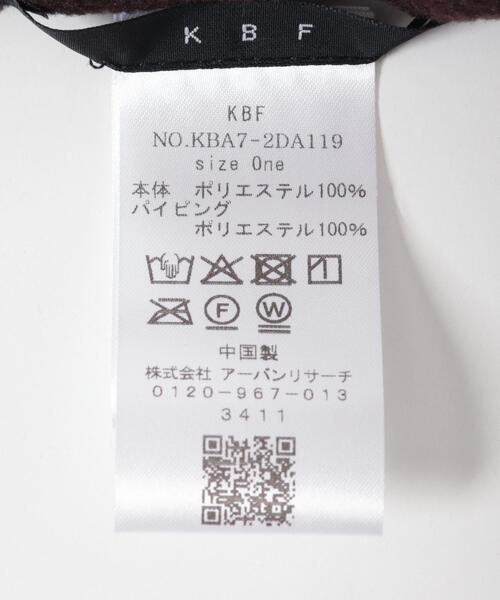 K B F
KBF
NO.KBA7-2DA119
size One
本体 ポリエステル100%
パイピング
ポリエステル100%
F W
中国製
株式会社 アーバンリサーチ
0120-967-013
3411